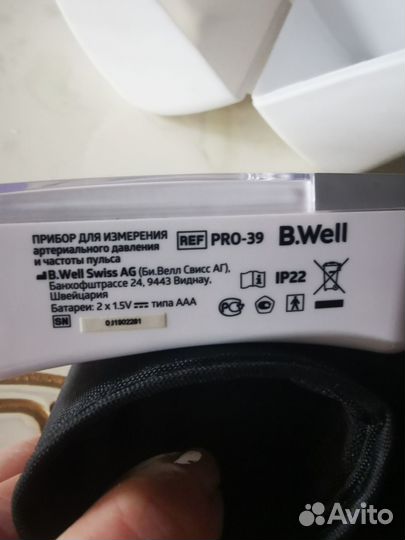 ПРИБОР ДЛЯ ИЗМЕРЕНИЯ
артериального давления
и частоты пульса
REF PRO-39 B.Well
B.Well Swiss AG (Би.Велл Свисс АГ),
Банхофштрассе 24, 9443 Виднау,
Швейцария
Батареи: 2 x 1.5V типа AAA
IP22
SN 0J1902281
Avito